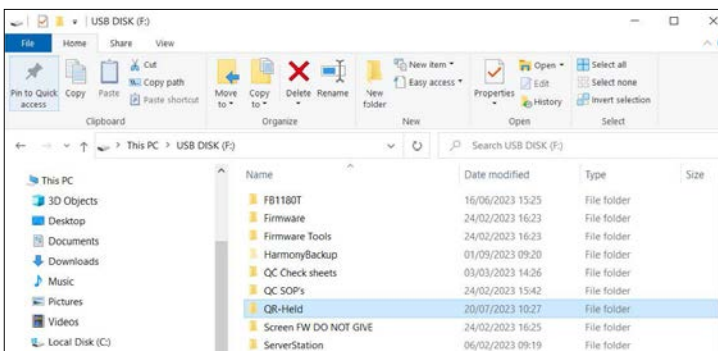 USB DISK (F:)
File Home Share View
Pin to Quick access
Copy
Paste
Cut
Copy path
Paste shortcut
Clipboard
Move to
Copy to
Delete
Rename
Organize
New folder
New item
Easy access
New
Properties
Open
Edit
History
Open
Select all
Select none
Invert selection
Select
This PC > USB DISK (F:)
Search USB DISK (F:)
This PC
3D Objects
Desktop
Documents
Downloads
Music
Pictures
Videos
Local Disk (C:)
Name Date modified Type Size
FB1180T 16/06/2023 15:25 File folder
Firmware 24/02/2023 16:23 File folder
Firmware Tools 24/02/2023 16:23 File folder
HarmonyBackup 01/09/2023 09:20 File folder
QC Check sheets 03/03/2023 14:26 File folder
QC SOP's 24/02/2023 15:42 File folder
QR-Held 20/07/2023 10:27 File folder
Screen FW DO NOT GIVE 24/02/2023 16:25 File folder
ServerStation 06/02/2023 09:19 File folder